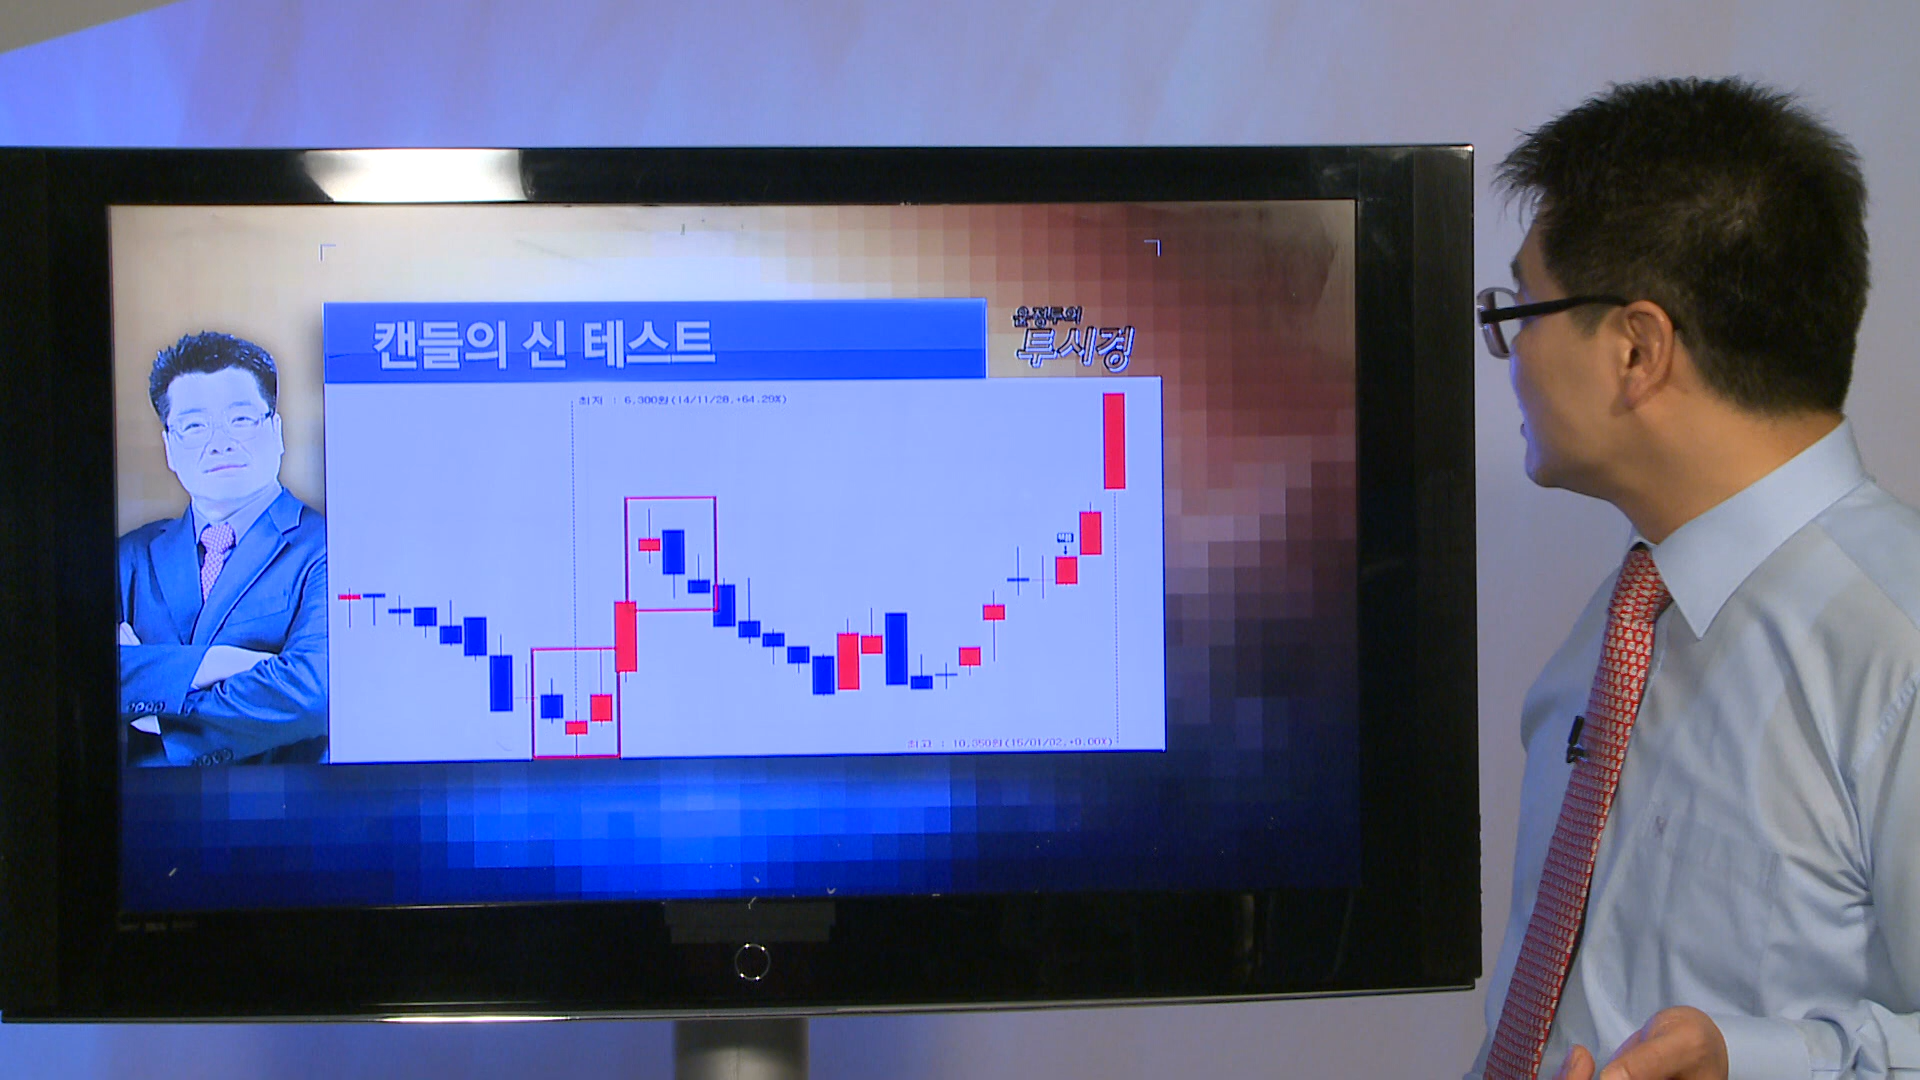 캔들의 신 테스트
윤정두의
투시경
최저 : 6,300원(14/11/28,+64.29%)
최고 : 10,350원(15/01/02,+0.00%)